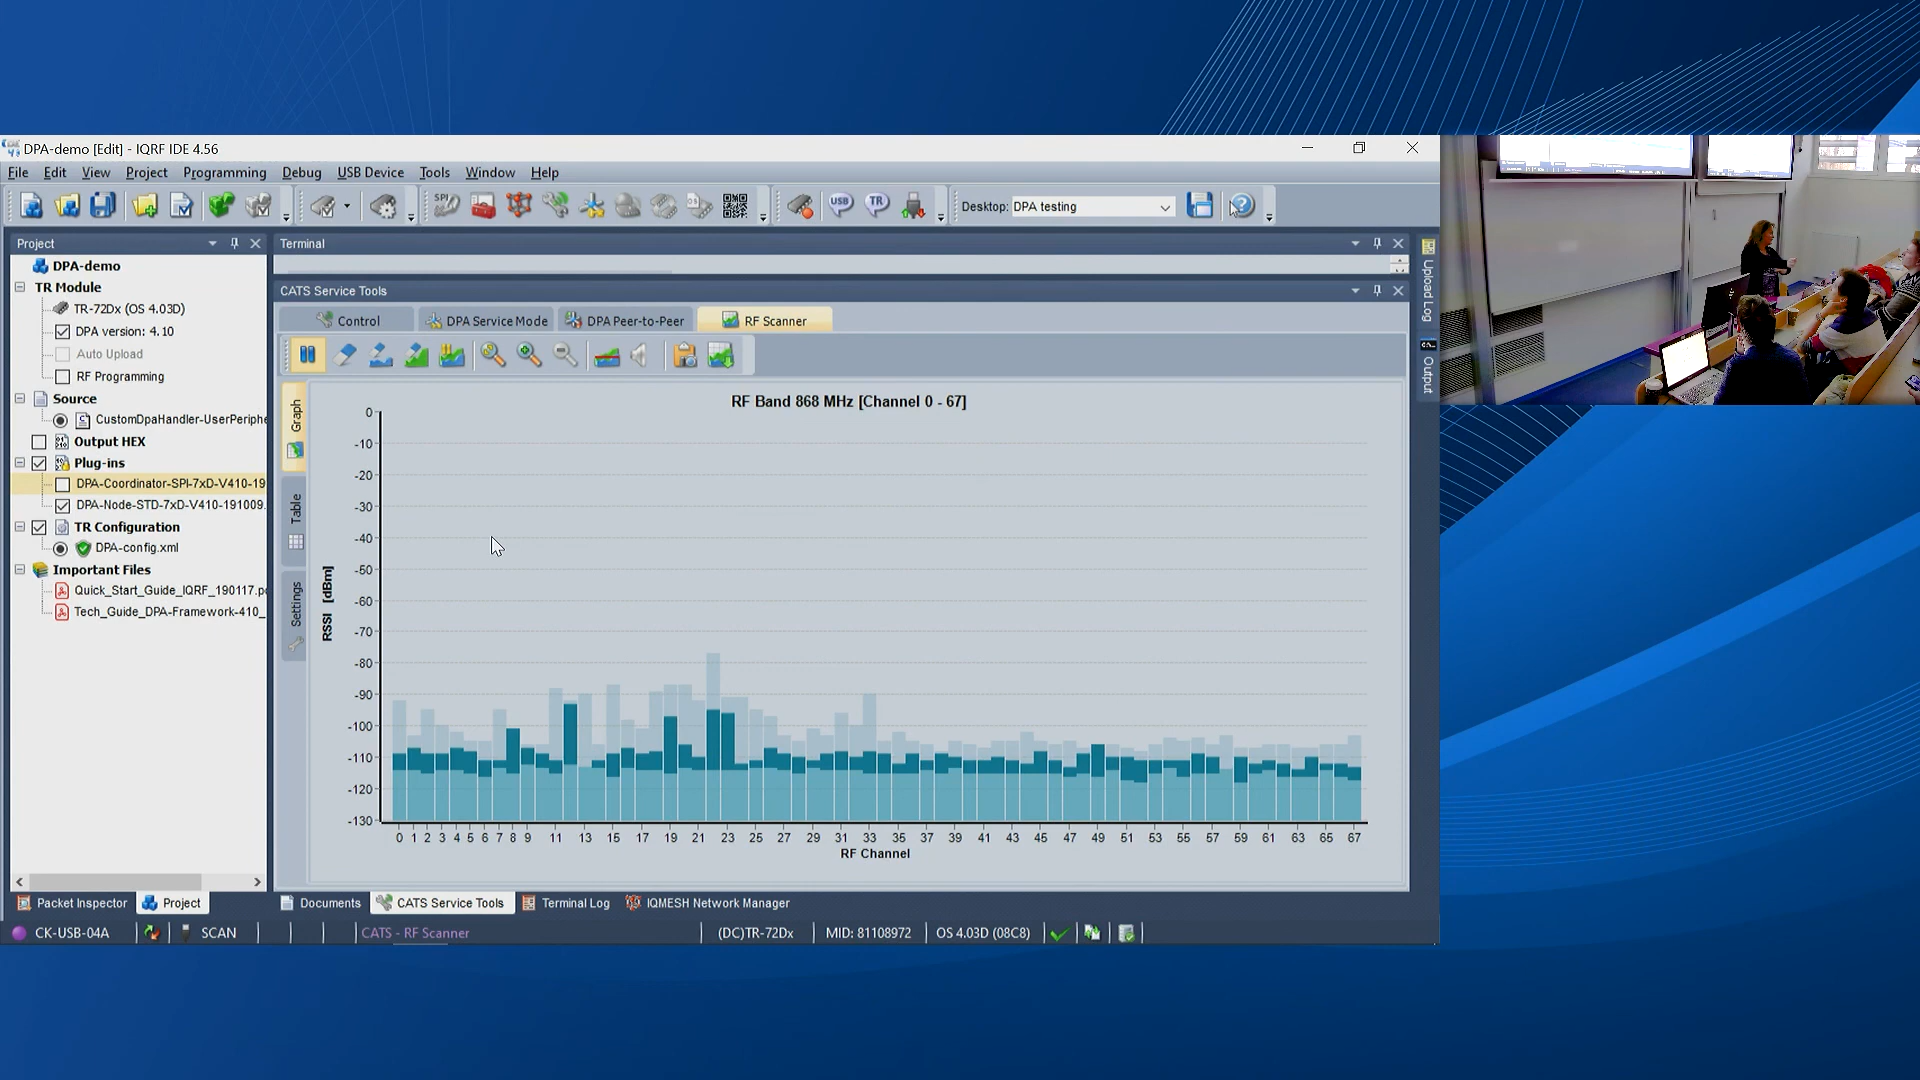 DPA-demo [Edit] - IQRF IDE 4.56
File Edit View Project Programming Debug USB Device Tools Window Help
SPI USB TR Desktop: DPA testing
Project
DPA-demo
TR Module
TR-72Dx (OS 4.03D)
DPA version: 4.10
Auto Upload
RF Programming
Source
CustomDpaHandler-UserPeriphe
Output HEX
Plug-ins
DPA-Coordinator-SPI-7xD-V410-19
DPA-Node-STD-7xD-V410-191009.
TR Configuration
DPA-config.xml
Important Files
Quick_Start_Guide_IQRF_190117.po
Tech_Guide_DPA-Framework-410_
Packet Inspector Project
Terminal
CATS Service Tools
Control DPA Service Mode DPA Peer-to-Peer RF Scanner
Graph
Table
Settings
RF Band 868 MHz [Channel 0 - 67]
RSSI [dBm]
0
-10
-20
-30
-40
-50
-60
-70
-80
-90
-100
-110
-120
-130
0 1 2 3 4 5 6 7 8 9 11 13 15 17 19 21 23 25 27 29 31 33 35 37 39 41 43 45 47 49 51 53 55 57 59 61 63 65 67
RF Channel
Documents CATS Service Tools Terminal Log IQMESH Network Manager
Upload Log
Output
CK-USB-04A SCAN CATS - RF Scanner (DC)TR-72Dx MID: 81108972 OS 4.03D (08C8)